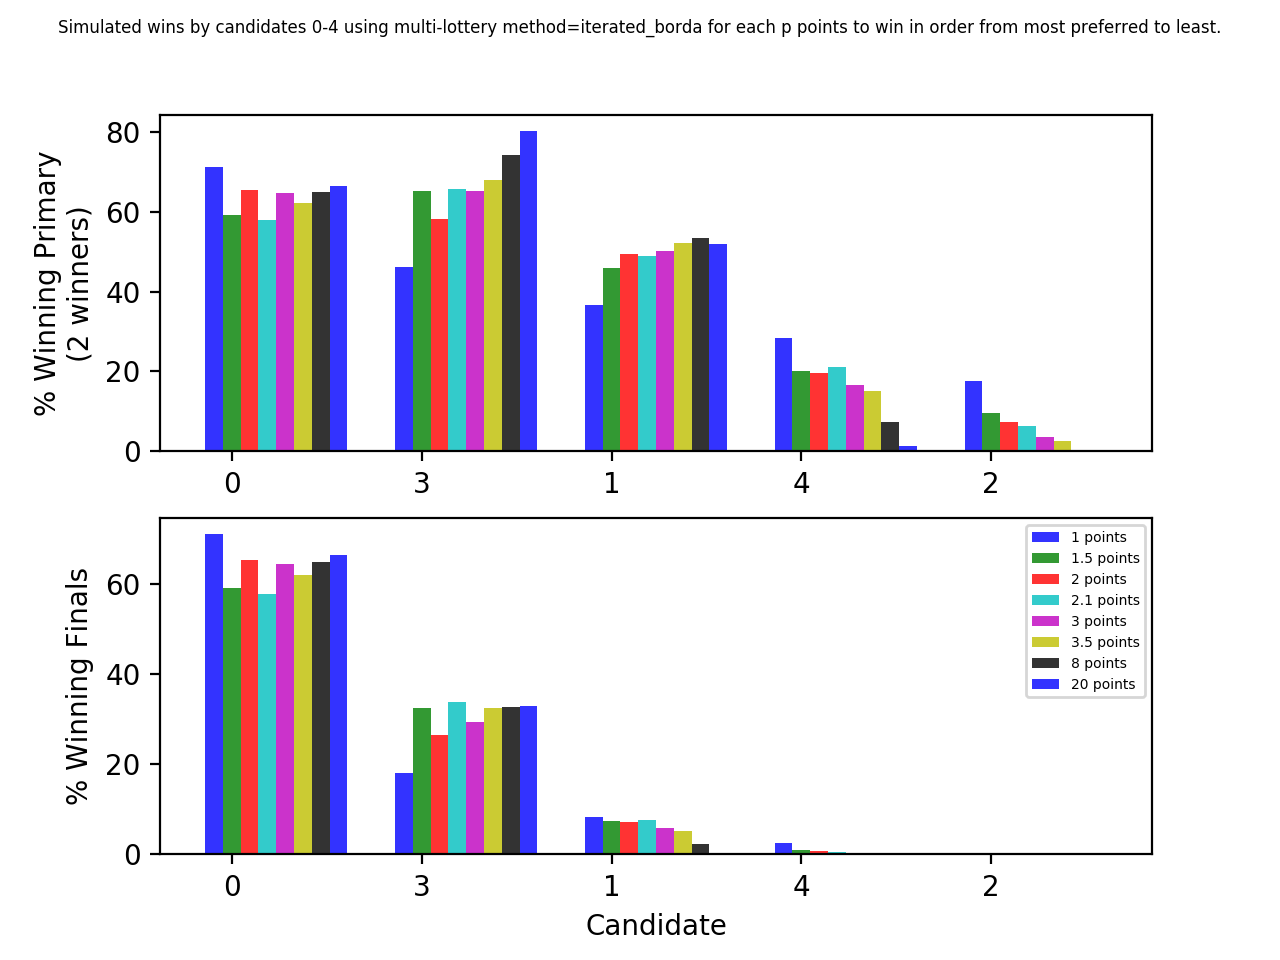 Simulated wins by candidates 0-4 using multi-lottery method=iterated_borda for each p points to win in order from most preferred to least.
% Winning Primary
(2 winners)
80
60
40
20
0
0 3 1 4 2
% Winning Finals
60
40
20
0
1 points
1.5 points
2 points
2.1 points
3 points
3.5 points
8 points
20 points
0 3 1 4 2
Candidate